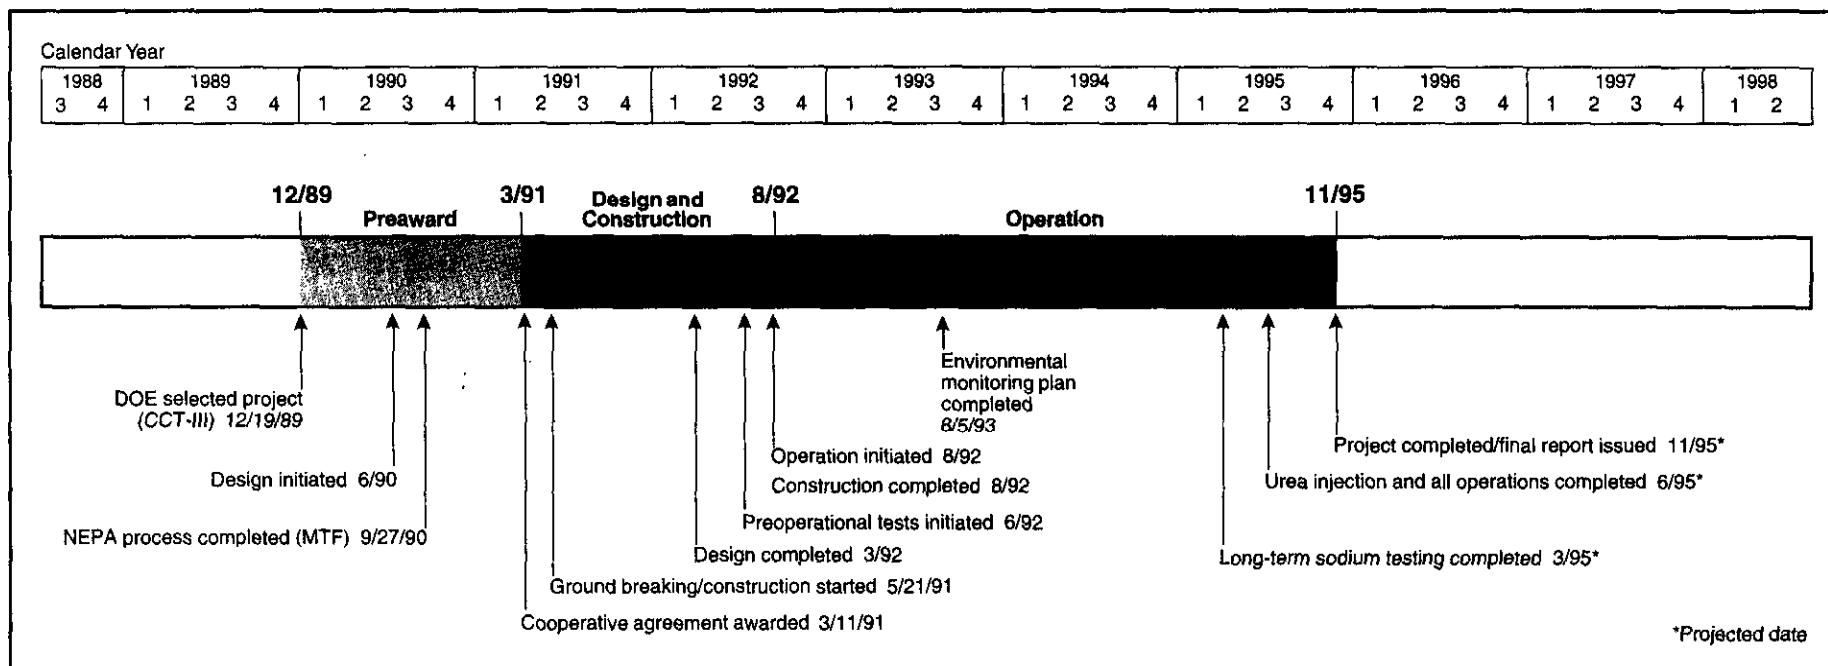 Calendar Year
1988 1989 1990 1991 1992 1993 1994 1995 1996 1997 1998
3 4 1 2 3 4 1 2 3 4 1 2 3 4 1 2 3 4 1 2 3 4 1 2 3 4 1 2 3 4 1 2 3 4 1 2 3 4 1 2
12/89 3/91 Design and 8/92 11/95
Preaward Construction Operation
Environmental
monitoring plan
completed
8/5/93
DOE selected project
(CCT-III) 12/19/89
Project completed/final report issued 11/95*
Operation initiated 8/92
Design initiated 6/90
Construction completed 8/92
Urea injection and all operations completed 6/95*
Preoperational tests initiated 6/92
NEPA process completed (MTF) 9/27/90
Design completed 3/92
Long-term sodium testing completed 3/95*
Ground breaking/construction started 5/21/91
Cooperative agreement awarded 3/11/91
*Projected date